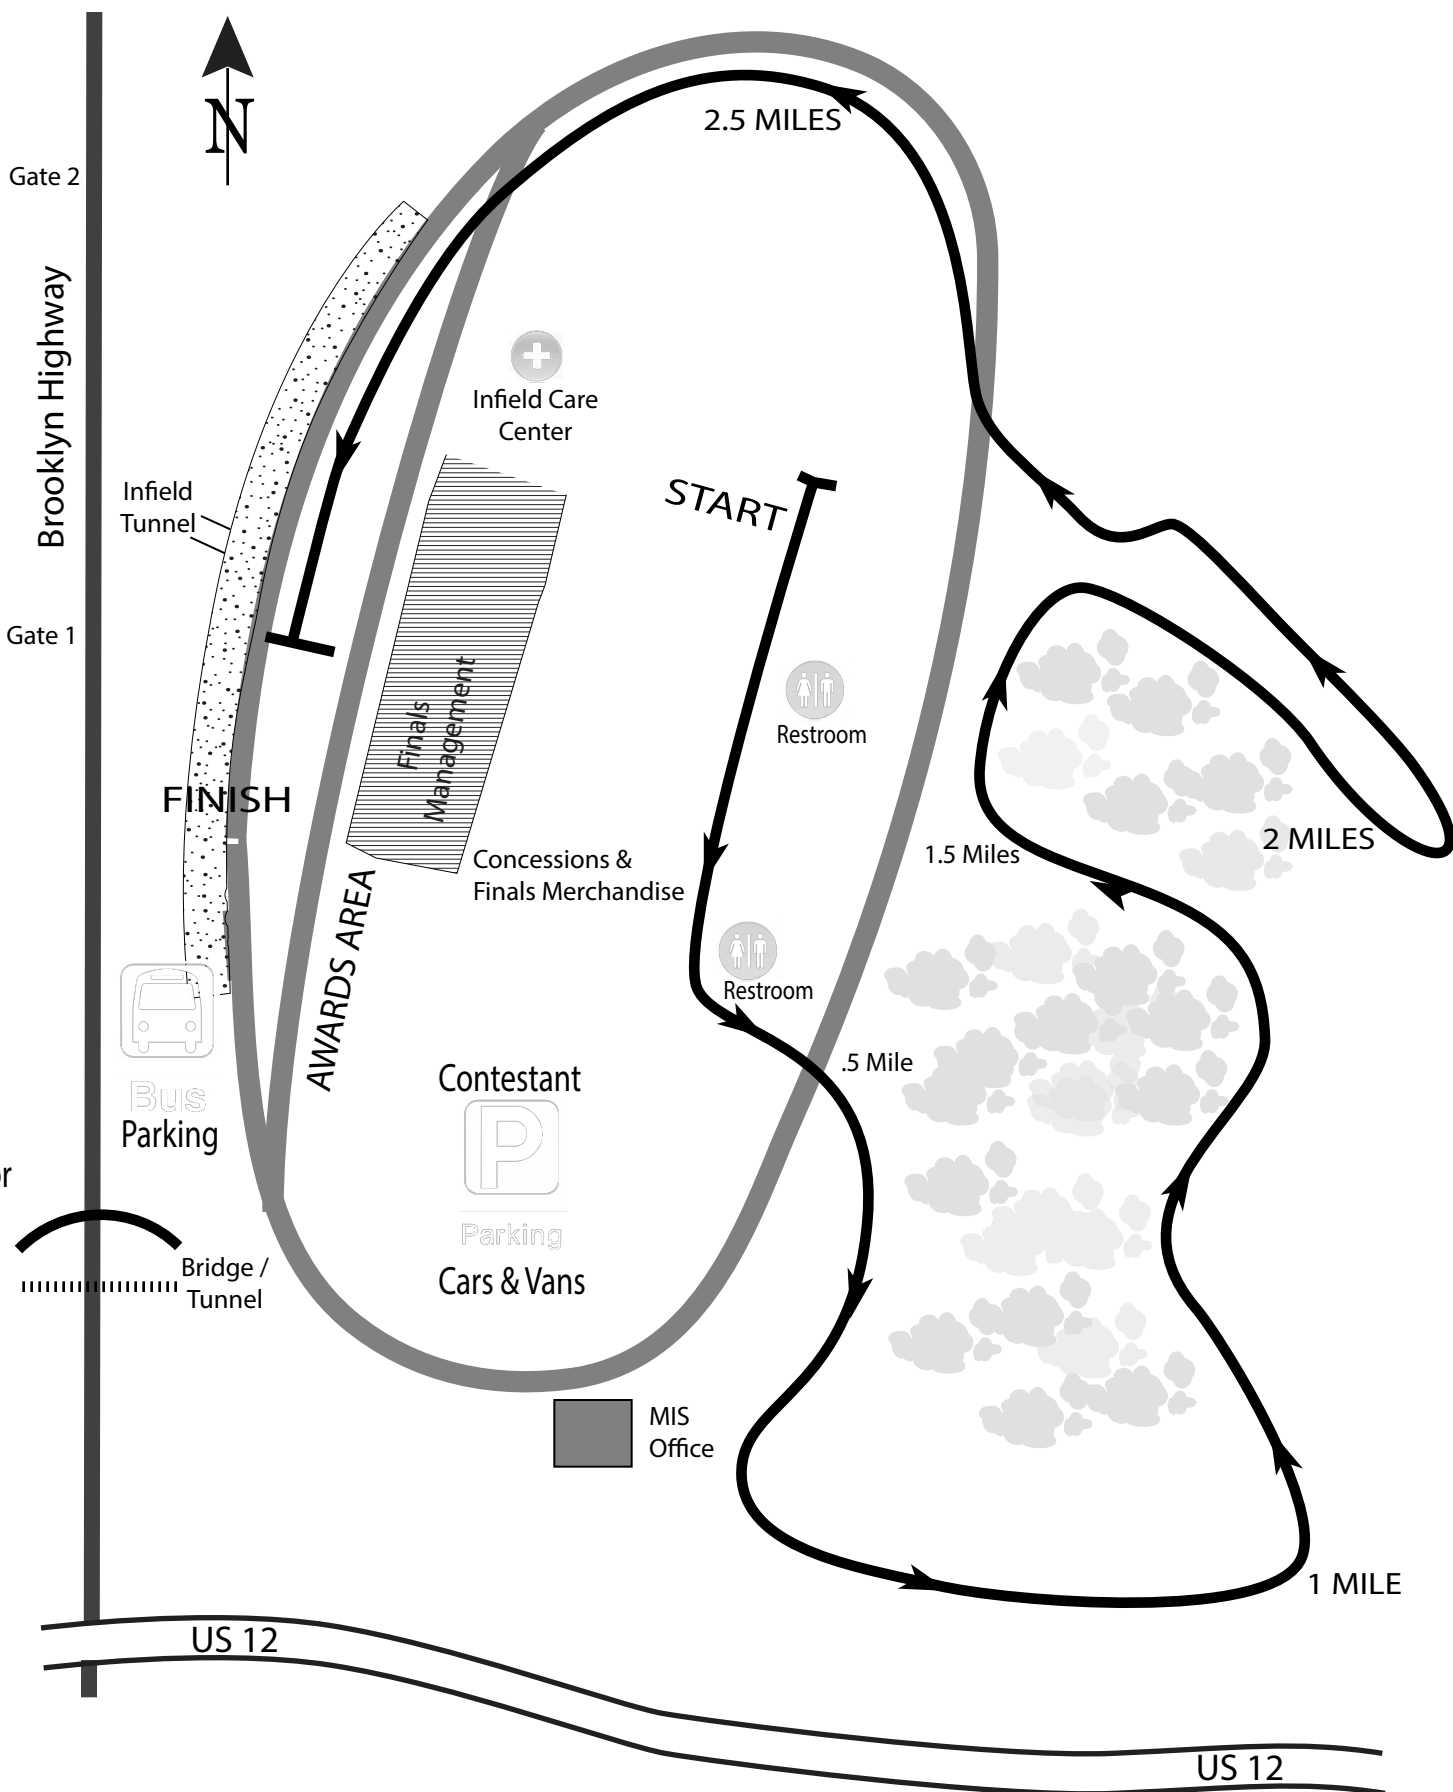 N
2.5 MILES
Gate 2
Brooklyn Highway
Infield Care
Center
START
Infield
Tunnel
Gate 1
Finals
Management
Restroom
FINISH
Concessions &
Finals Merchandise
1.5 Miles
2 MILES
AWARDS AREA
Restroom
.5 Mile
Contestant
Bus
Parking
P
Parking
Cars & Vans
or
Bridge /
Tunnel
MIS
Office
1 MILE
US 12
US 12